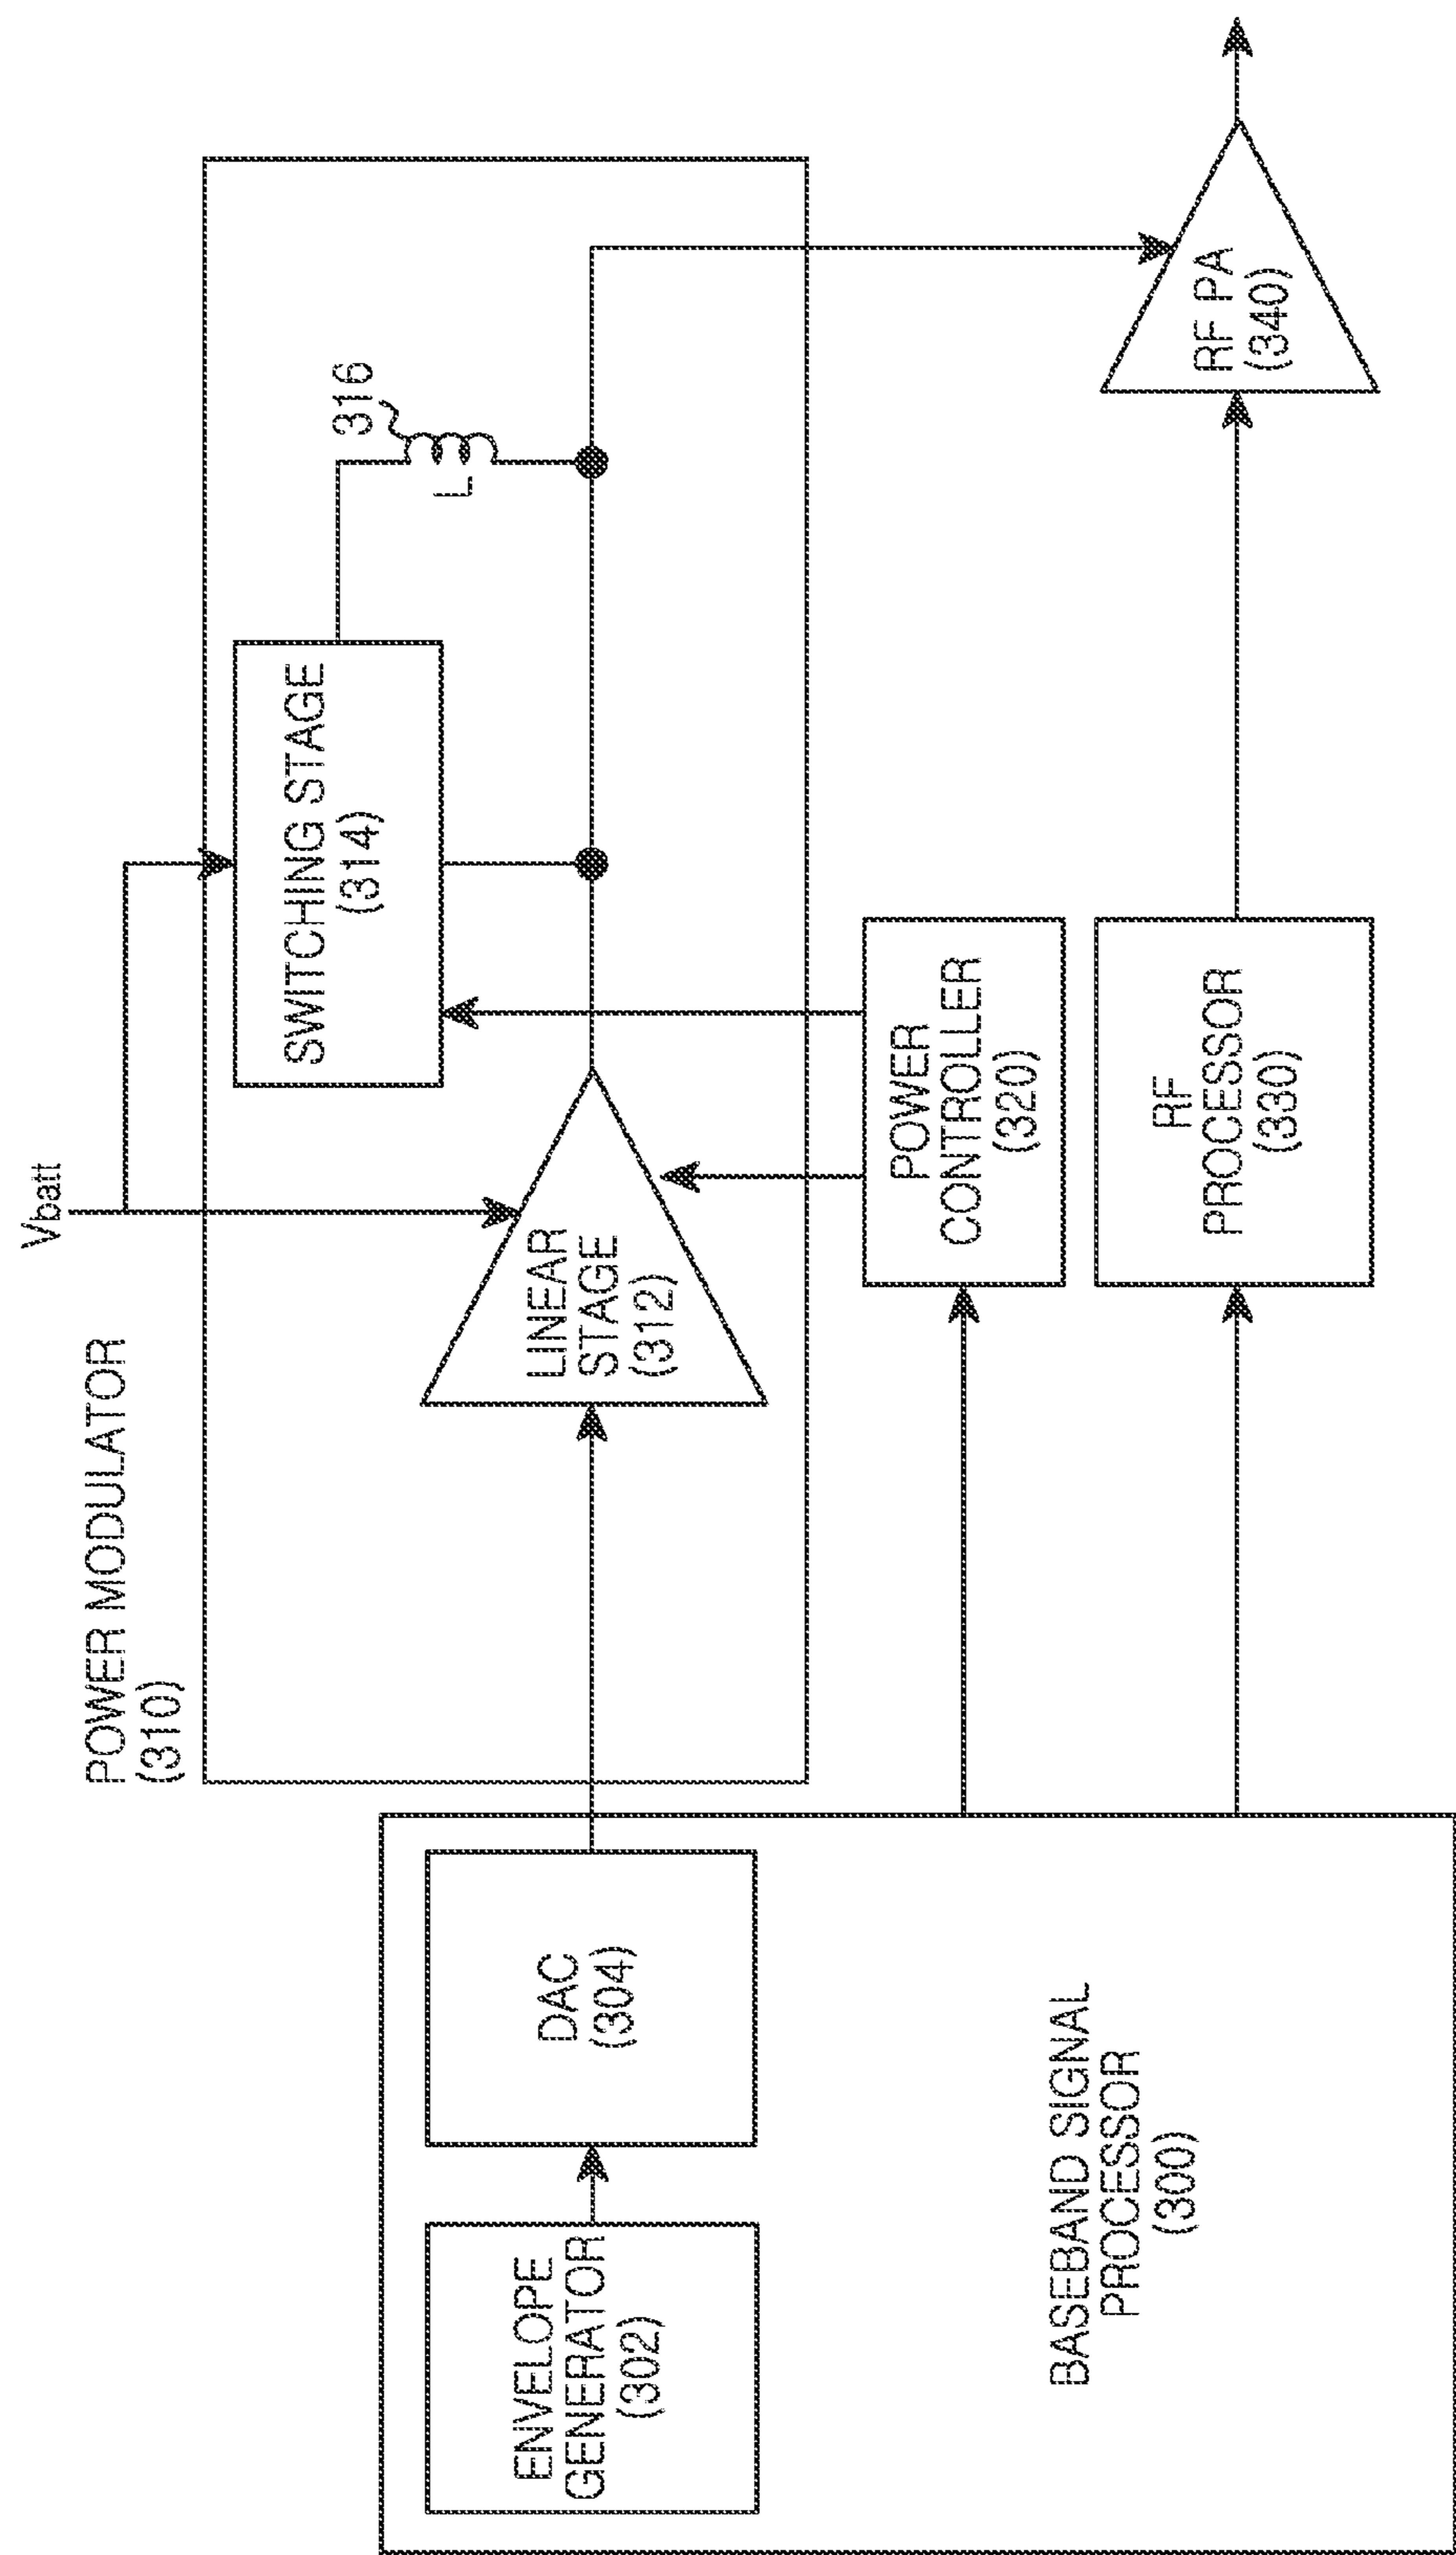 POWER MODULATOR
(310)
Vbatt
SWITCHING STAGE
(314)
316
L
LINEAR
STAGE
(312)
ENVELOPE
GENERATOR
(302)
DAC
(304)
POWER
CONTROLLER
(320)
BASEBAND SIGNAL
PROCESSOR
(300)
RF
PROCESSOR
(330)
RF PA
(340)